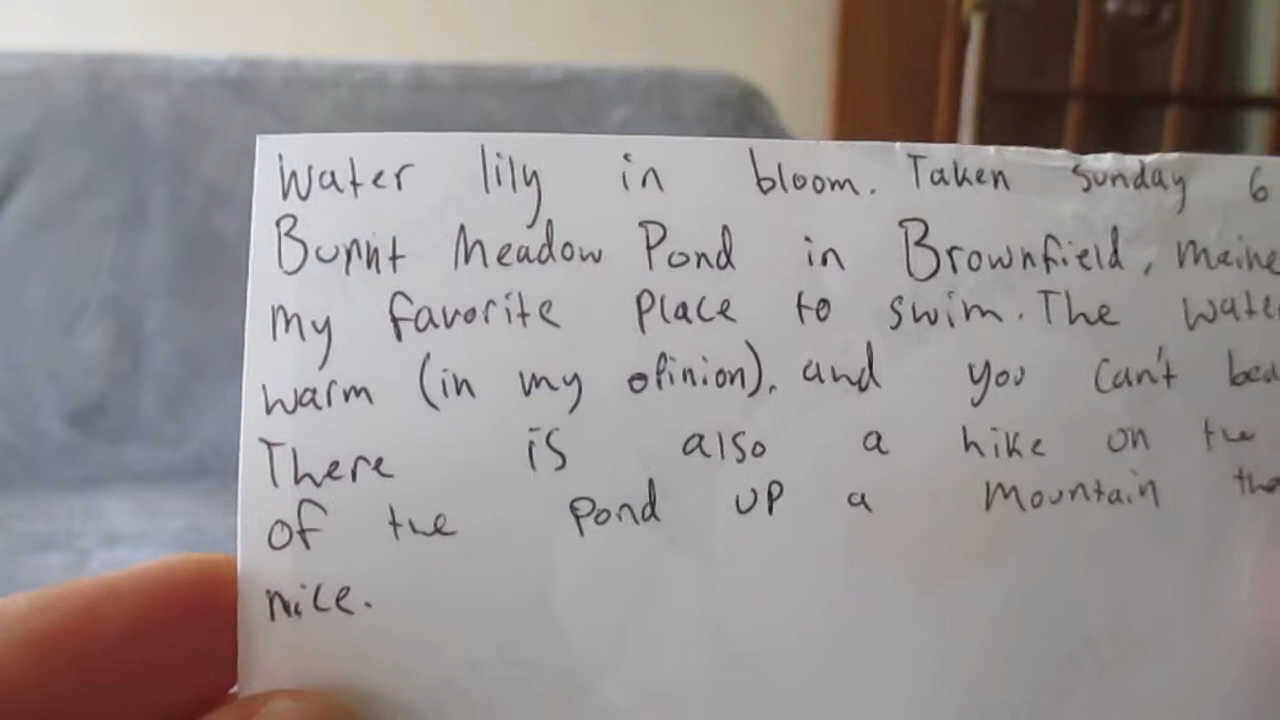 Water lily in bloom. Taken Sunday 6
Burnt Meadow Pond in Brownfield, Maine
my favorite place to swim. The
warm (in my opinion), and you can't
There is also a hike on the
of the pond up a mountain
nice.